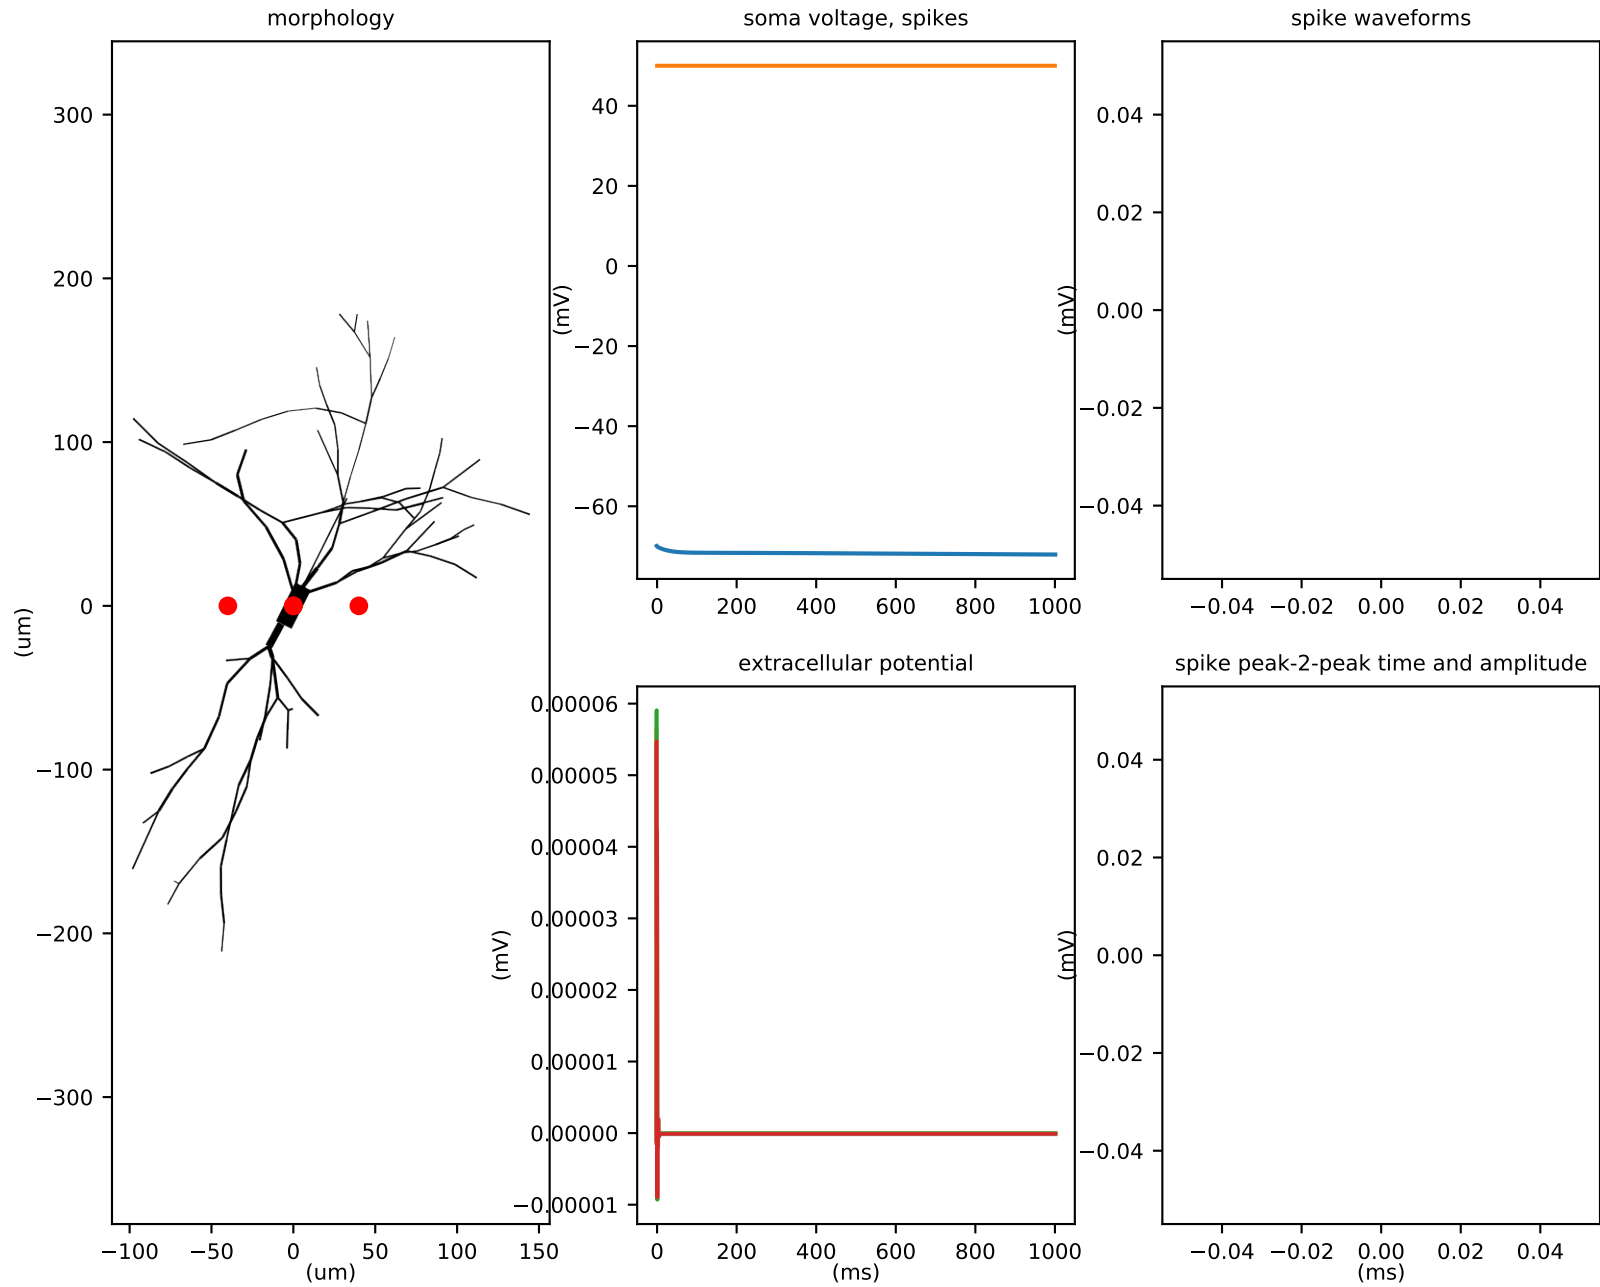 morphology
300
200
100
0
−100
−200
−300
(um)
−100 −50 0 50 100 150
(um)
soma voltage, spikes
40
20
0
−20
−40
−60
(mV)
0 200 400 600 800 1000
spike waveforms
0.04
0.02
0.00
−0.02
−0.04
(mV)
−0.04 −0.02 0.00 0.02 0.04
extracellular potential
0.00006
0.00005
0.00004
0.00003
0.00002
0.00001
0.00000
−0.00001
(mV)
0 200 400 600 800 1000
(ms)
spike peak-2-peak time and amplitude
0.04
0.02
0.00
−0.02
−0.04
(mV)
−0.04 −0.02 0.00 0.02 0.04
(ms)